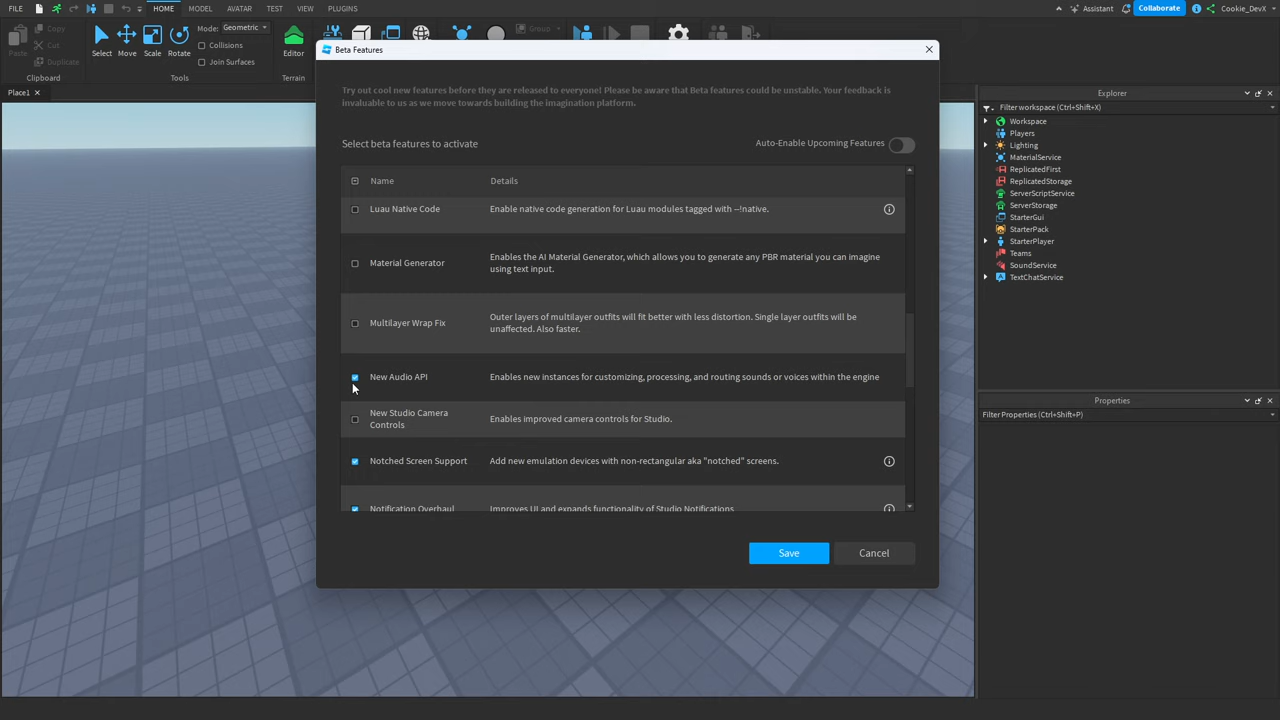 FILE HOME MODEL AVATAR TEST VIEW PLUGINS Assistant Collaborate Cookie_DevX
Paste Copy Cut Duplicate Select Move Scale Rotate Mode: Geometric Collisions Join Surfaces Editor Group
Clipboard Tools Terrain
Place1
Beta Features
Try out cool new features before they are released to everyone! Please be aware that Beta features could be unstable. Your feedback is
invaluable to us as we move towards building the imagination platform.
Select beta features to activate
Auto-Enable Upcoming Features
Name Details
Luau Native Code Enable native code generation for Luau modules tagged with --!native.
Material Generator Enables the AI Material Generator, which allows you to generate any PBR material you can imagine
using text input.
Multilayer Wrap Fix Outer layers of multilayer outfits will fit better with less distortion. Single layer outfits will be
unaffected. Also faster.
New Audio API Enables new instances for customizing, processing, and routing sounds or voices within the engine
New Studio Camera
Controls Enables improved camera controls for Studio.
Notched Screen Support Add new emulation devices with non-rectangular aka "notched" screens.
Notification Overhaul Improves UI and expands functionality of Studio Notifications.
Save Cancel
Explorer
Filter workspace (Ctrl+Shift+X)
Workspace
Players
Lighting
MaterialService
ReplicatedFirst
ReplicatedStorage
ServerScriptService
ServerStorage
StarterGui
StarterPack
StarterPlayer
Teams
SoundService
TextChatService
Properties
Filter Properties (Ctrl+Shift+P)